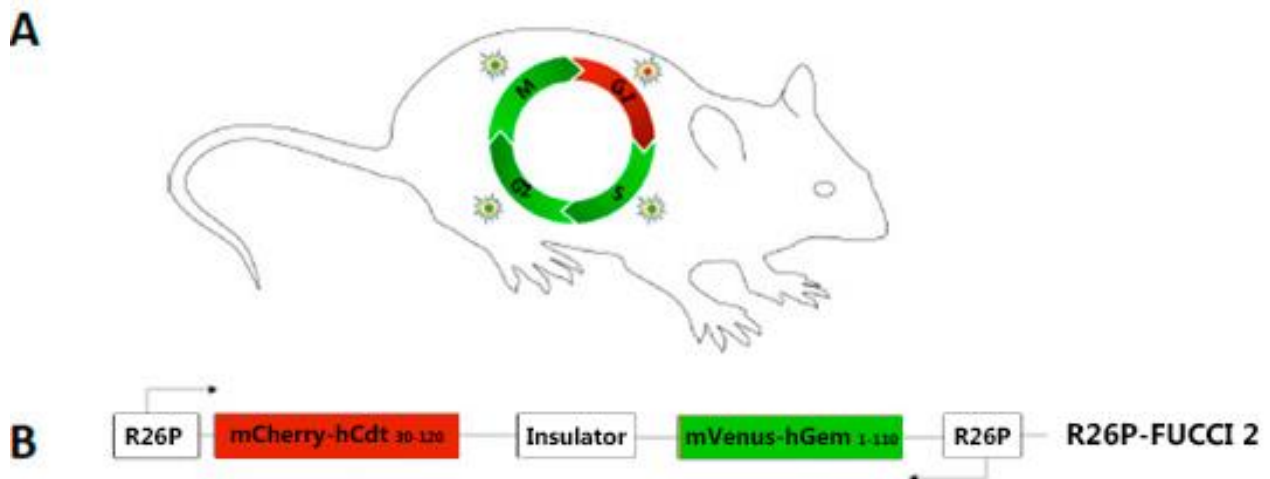 A
M
G1
G2
S
B
R26P
mCherry-hCdt 30-120
Insulator
mVenus-hGem 1-110
R26P
R26P-FUCCI 2